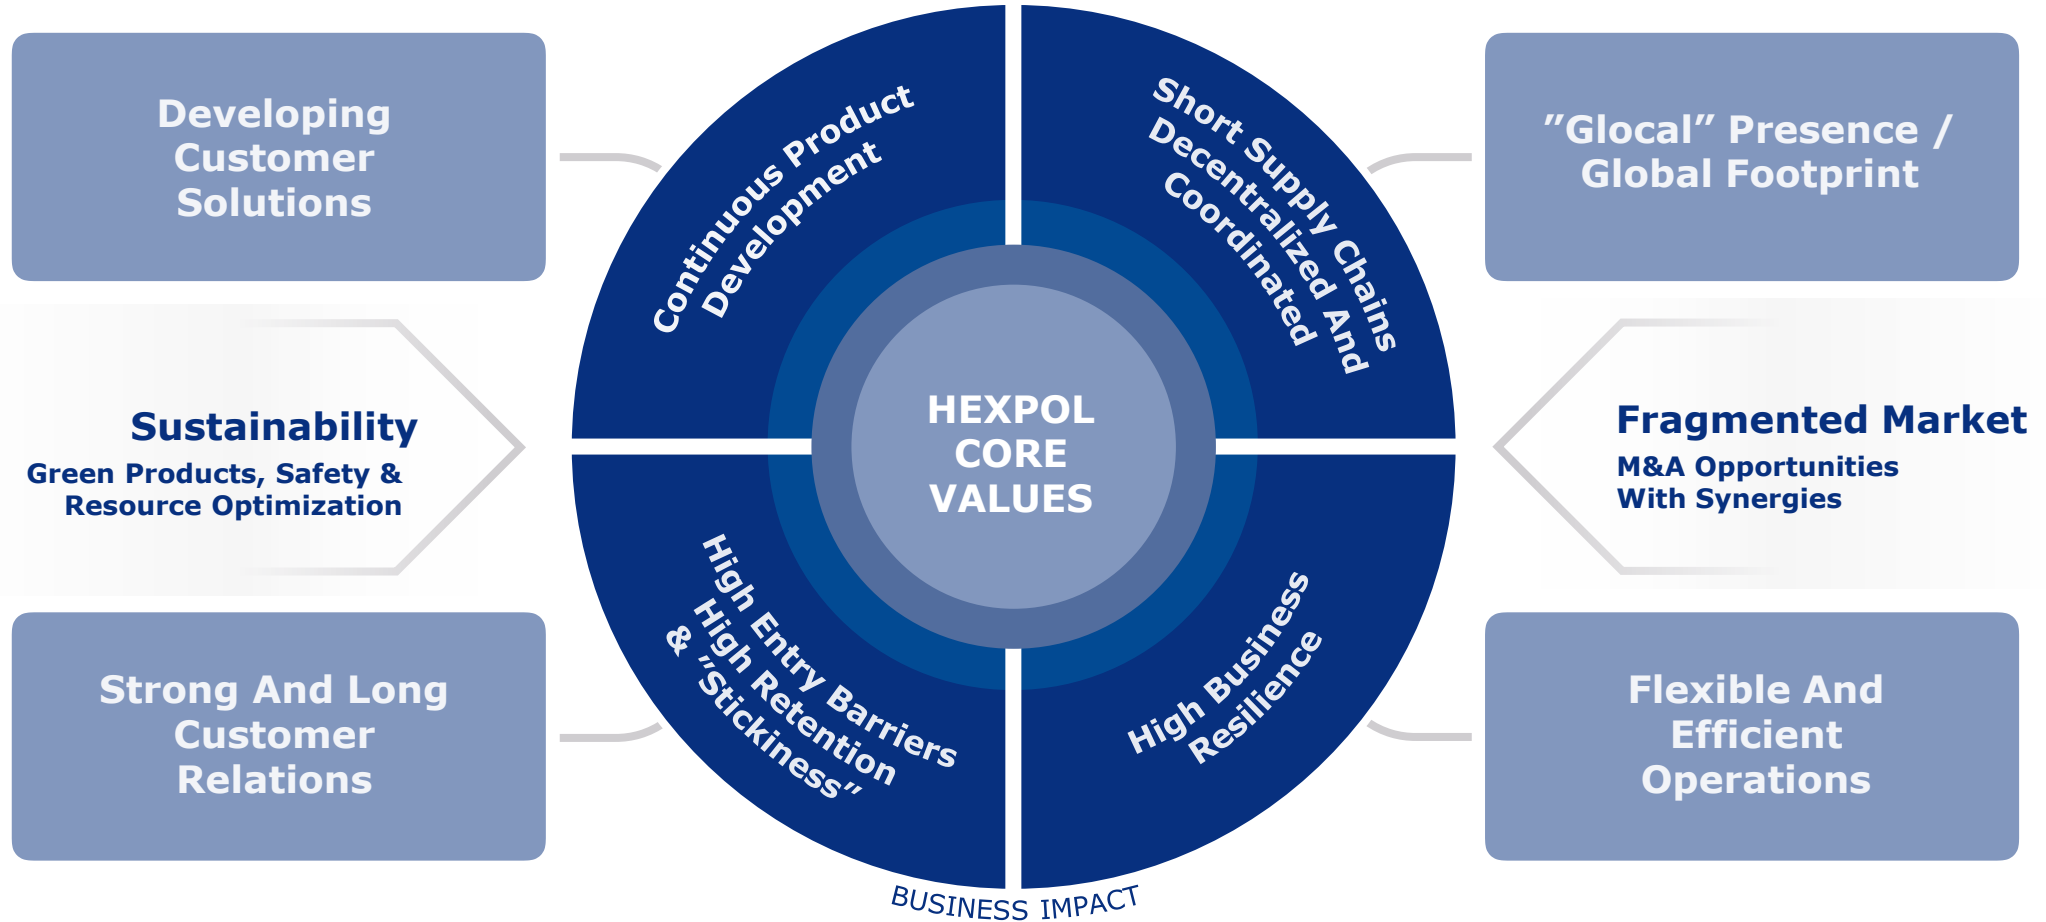 Developing
Customer
Solutions
Continuous Product
Development
Short Supply Chains
Decentralized And
Coordinated
”Glocal” Presence /
Global Footprint
Sustainability
Green Products, Safety &
Resource Optimization
HEXPOL
CORE
VALUES
Fragmented Market
M&A Opportunities
With Synergies
Strong And Long
Customer
Relations
High Entry Barriers
High Retention
& ”Stickiness”
High Business
Resilience
Flexible And
Efficient
Operations
BUSINESS IMPACT